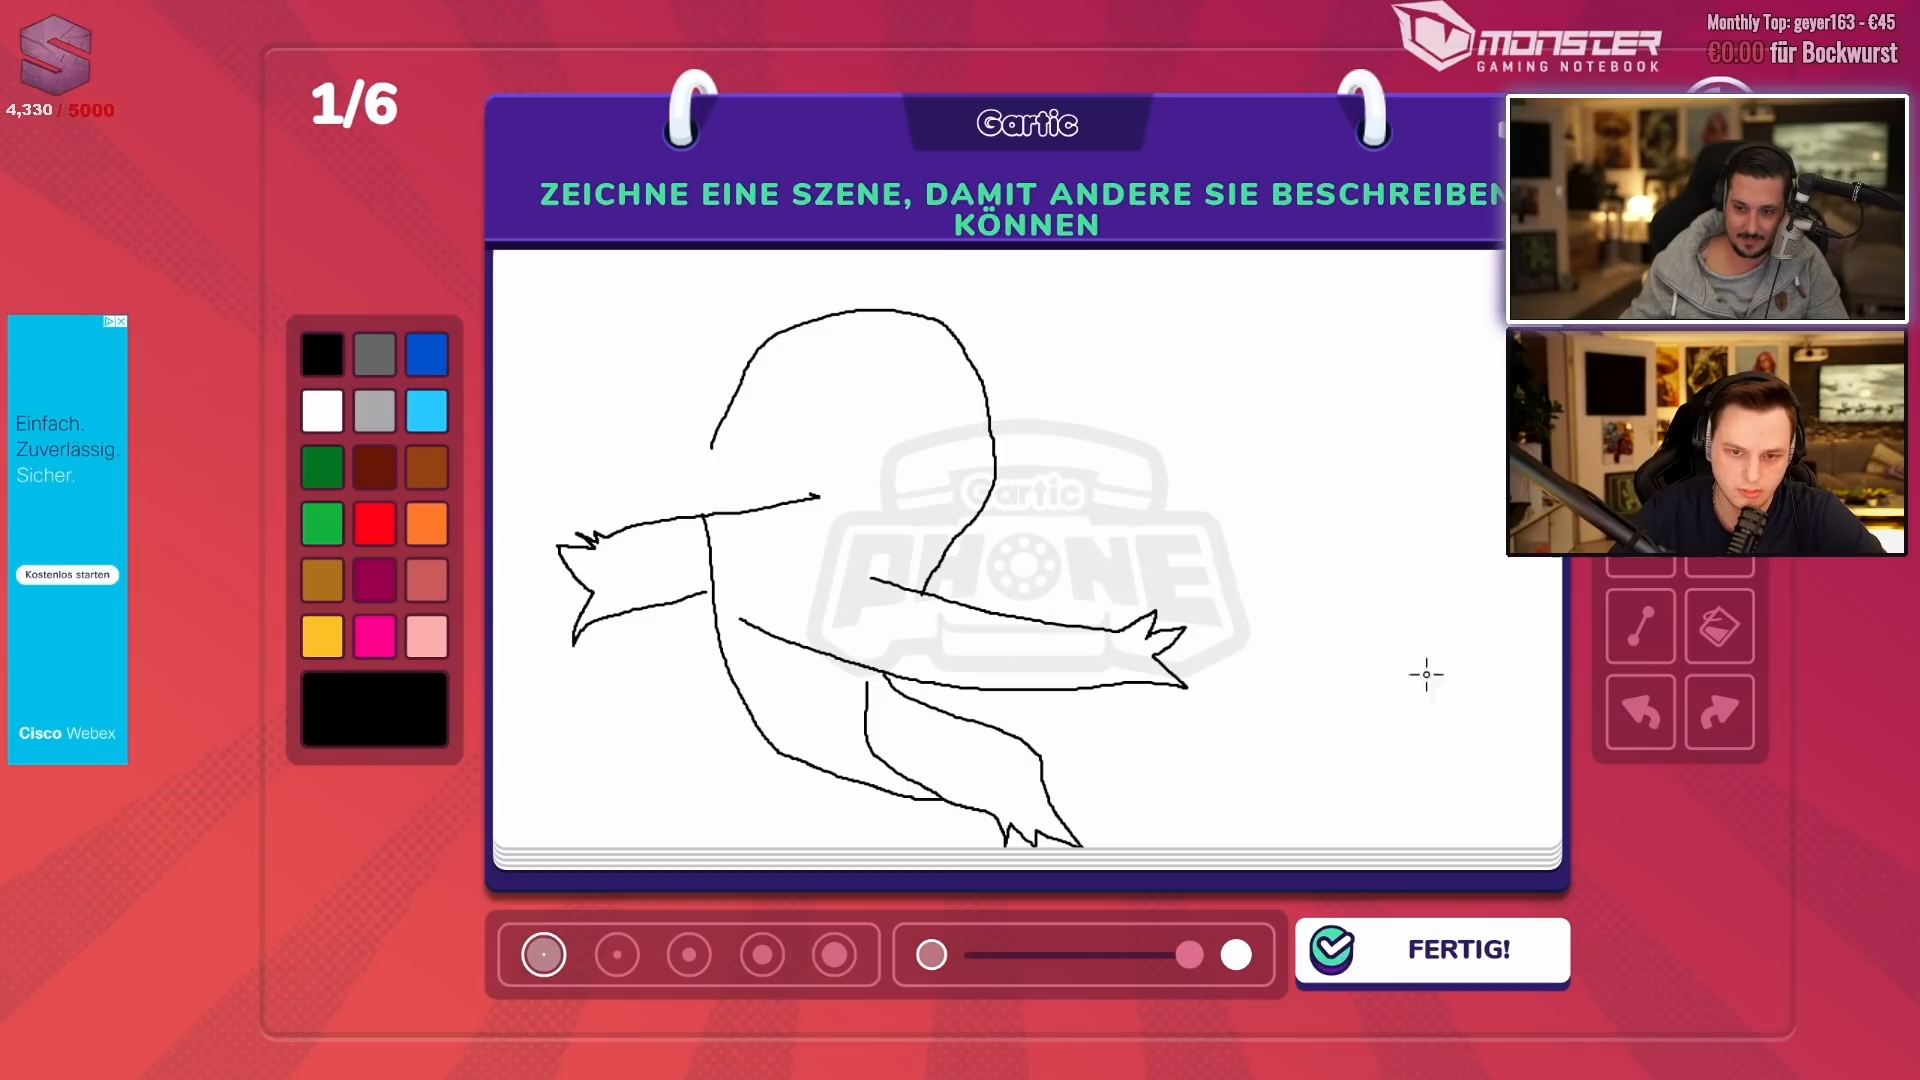 MONSTER
GAMING NOTEBOOK
Monthly Top: geyer163 - €45
€0.00 für Bockwurst
4,330 / 5000
1/6
Gartic
ZEICHNE EINE SZENE, DAMIT ANDERE SIE BESCHREIBEN
KÖNNEN
Gartic
PHONE
Einfach.
Zuverlässig.
Sicher.
Kostenlos starten
Cisco Webex
FERTIG!